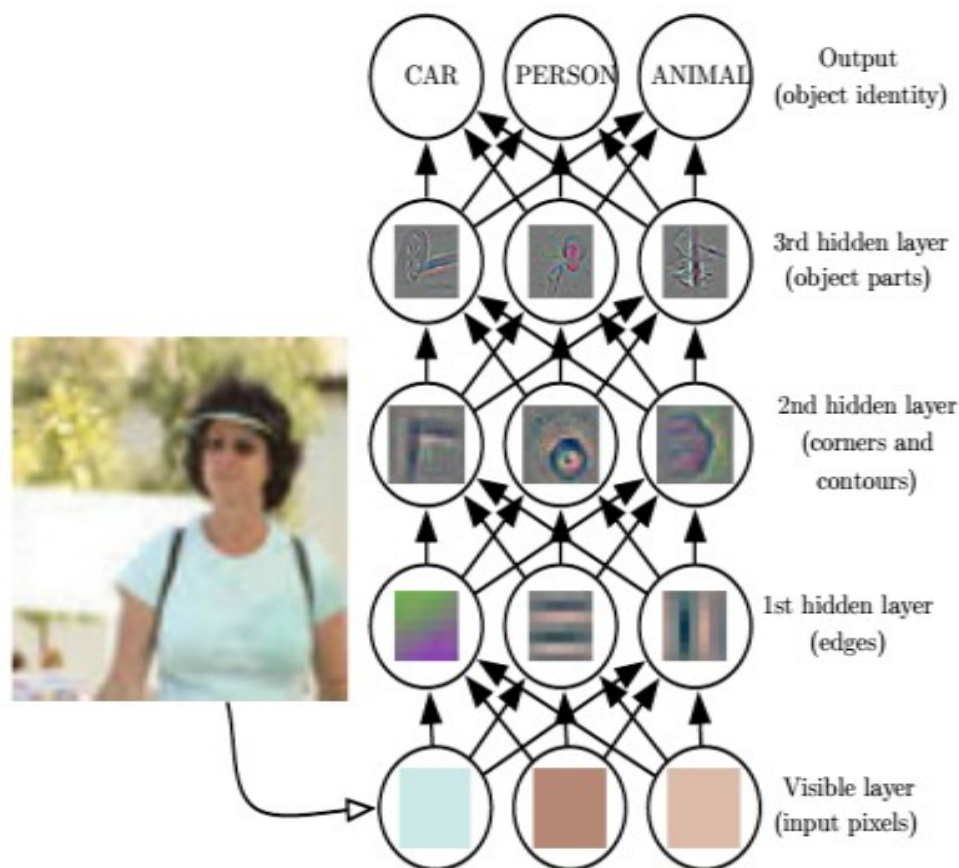 CAR PERSON ANIMAL
Output
(object identity)
3rd hidden layer
(object parts)
2nd hidden layer
(corners and
contours)
1st hidden layer
(edges)
Visible layer
(input pixels)